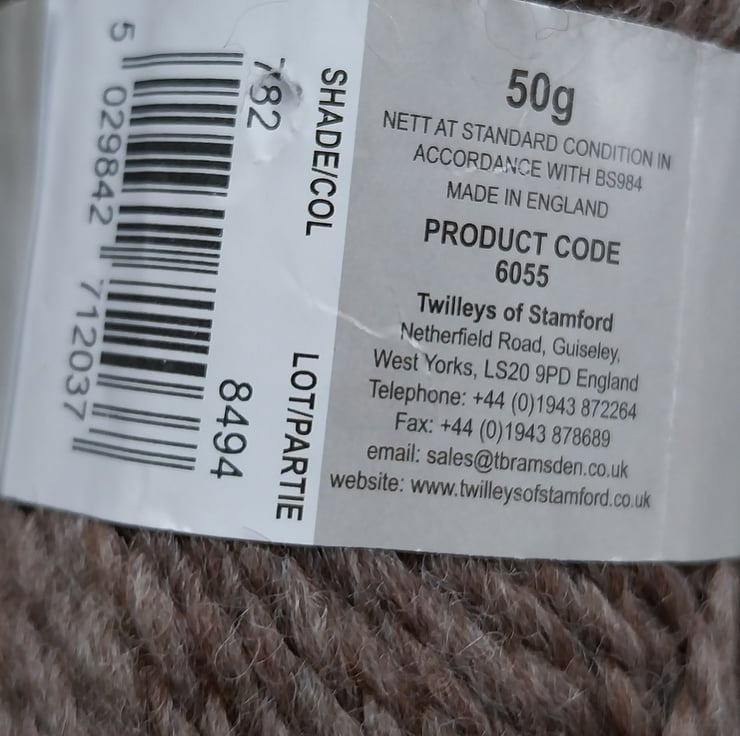 50g
NETT AT STANDARD CONDITION IN
ACCORDANCE WITH BS984
MADE IN ENGLAND
PRODUCT CODE
6055
Twilleys of Stamford
Netherfield Road, Guiseley,
West Yorks, LS20 9PD England
Telephone: +44 (0)1943 872264
Fax: +44 (0)1943 878689
email: sales@tbramsden.co.uk
website: www.twilleysofstamford.co.uk
SHADE/COL
LOT/PARTIE
782
8494
5 029842 712037